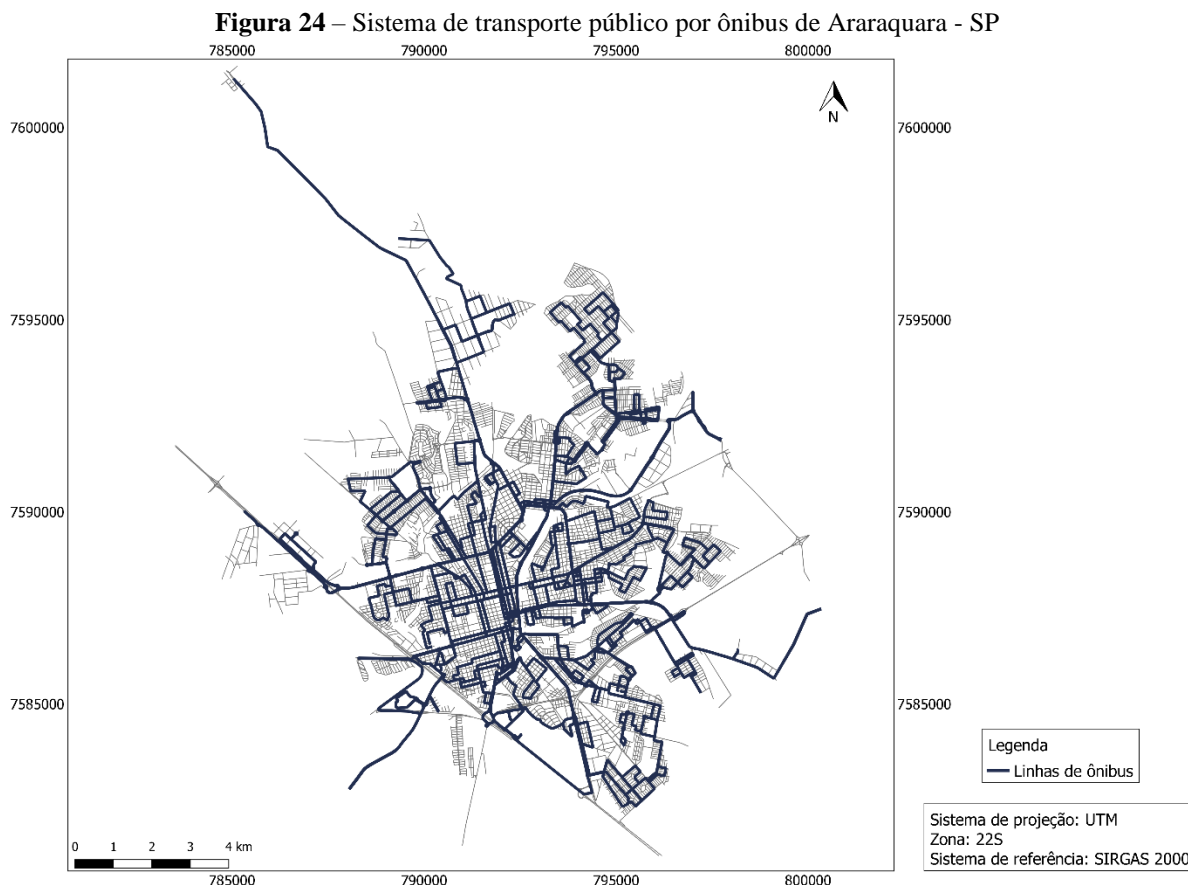 Figura 24 – Sistema de transporte público por ônibus de Araraquara - SP
785000 790000 795000 800000
7600000 7600000
N
7595000 7595000
7590000 7590000
7585000 7585000
Legenda
Linhas de ônibus
Sistema de projeção: UTM
Zona: 22S
Sistema de referência: SIRGAS 2000
0 1 2 3 4 km
785000 790000 795000 800000